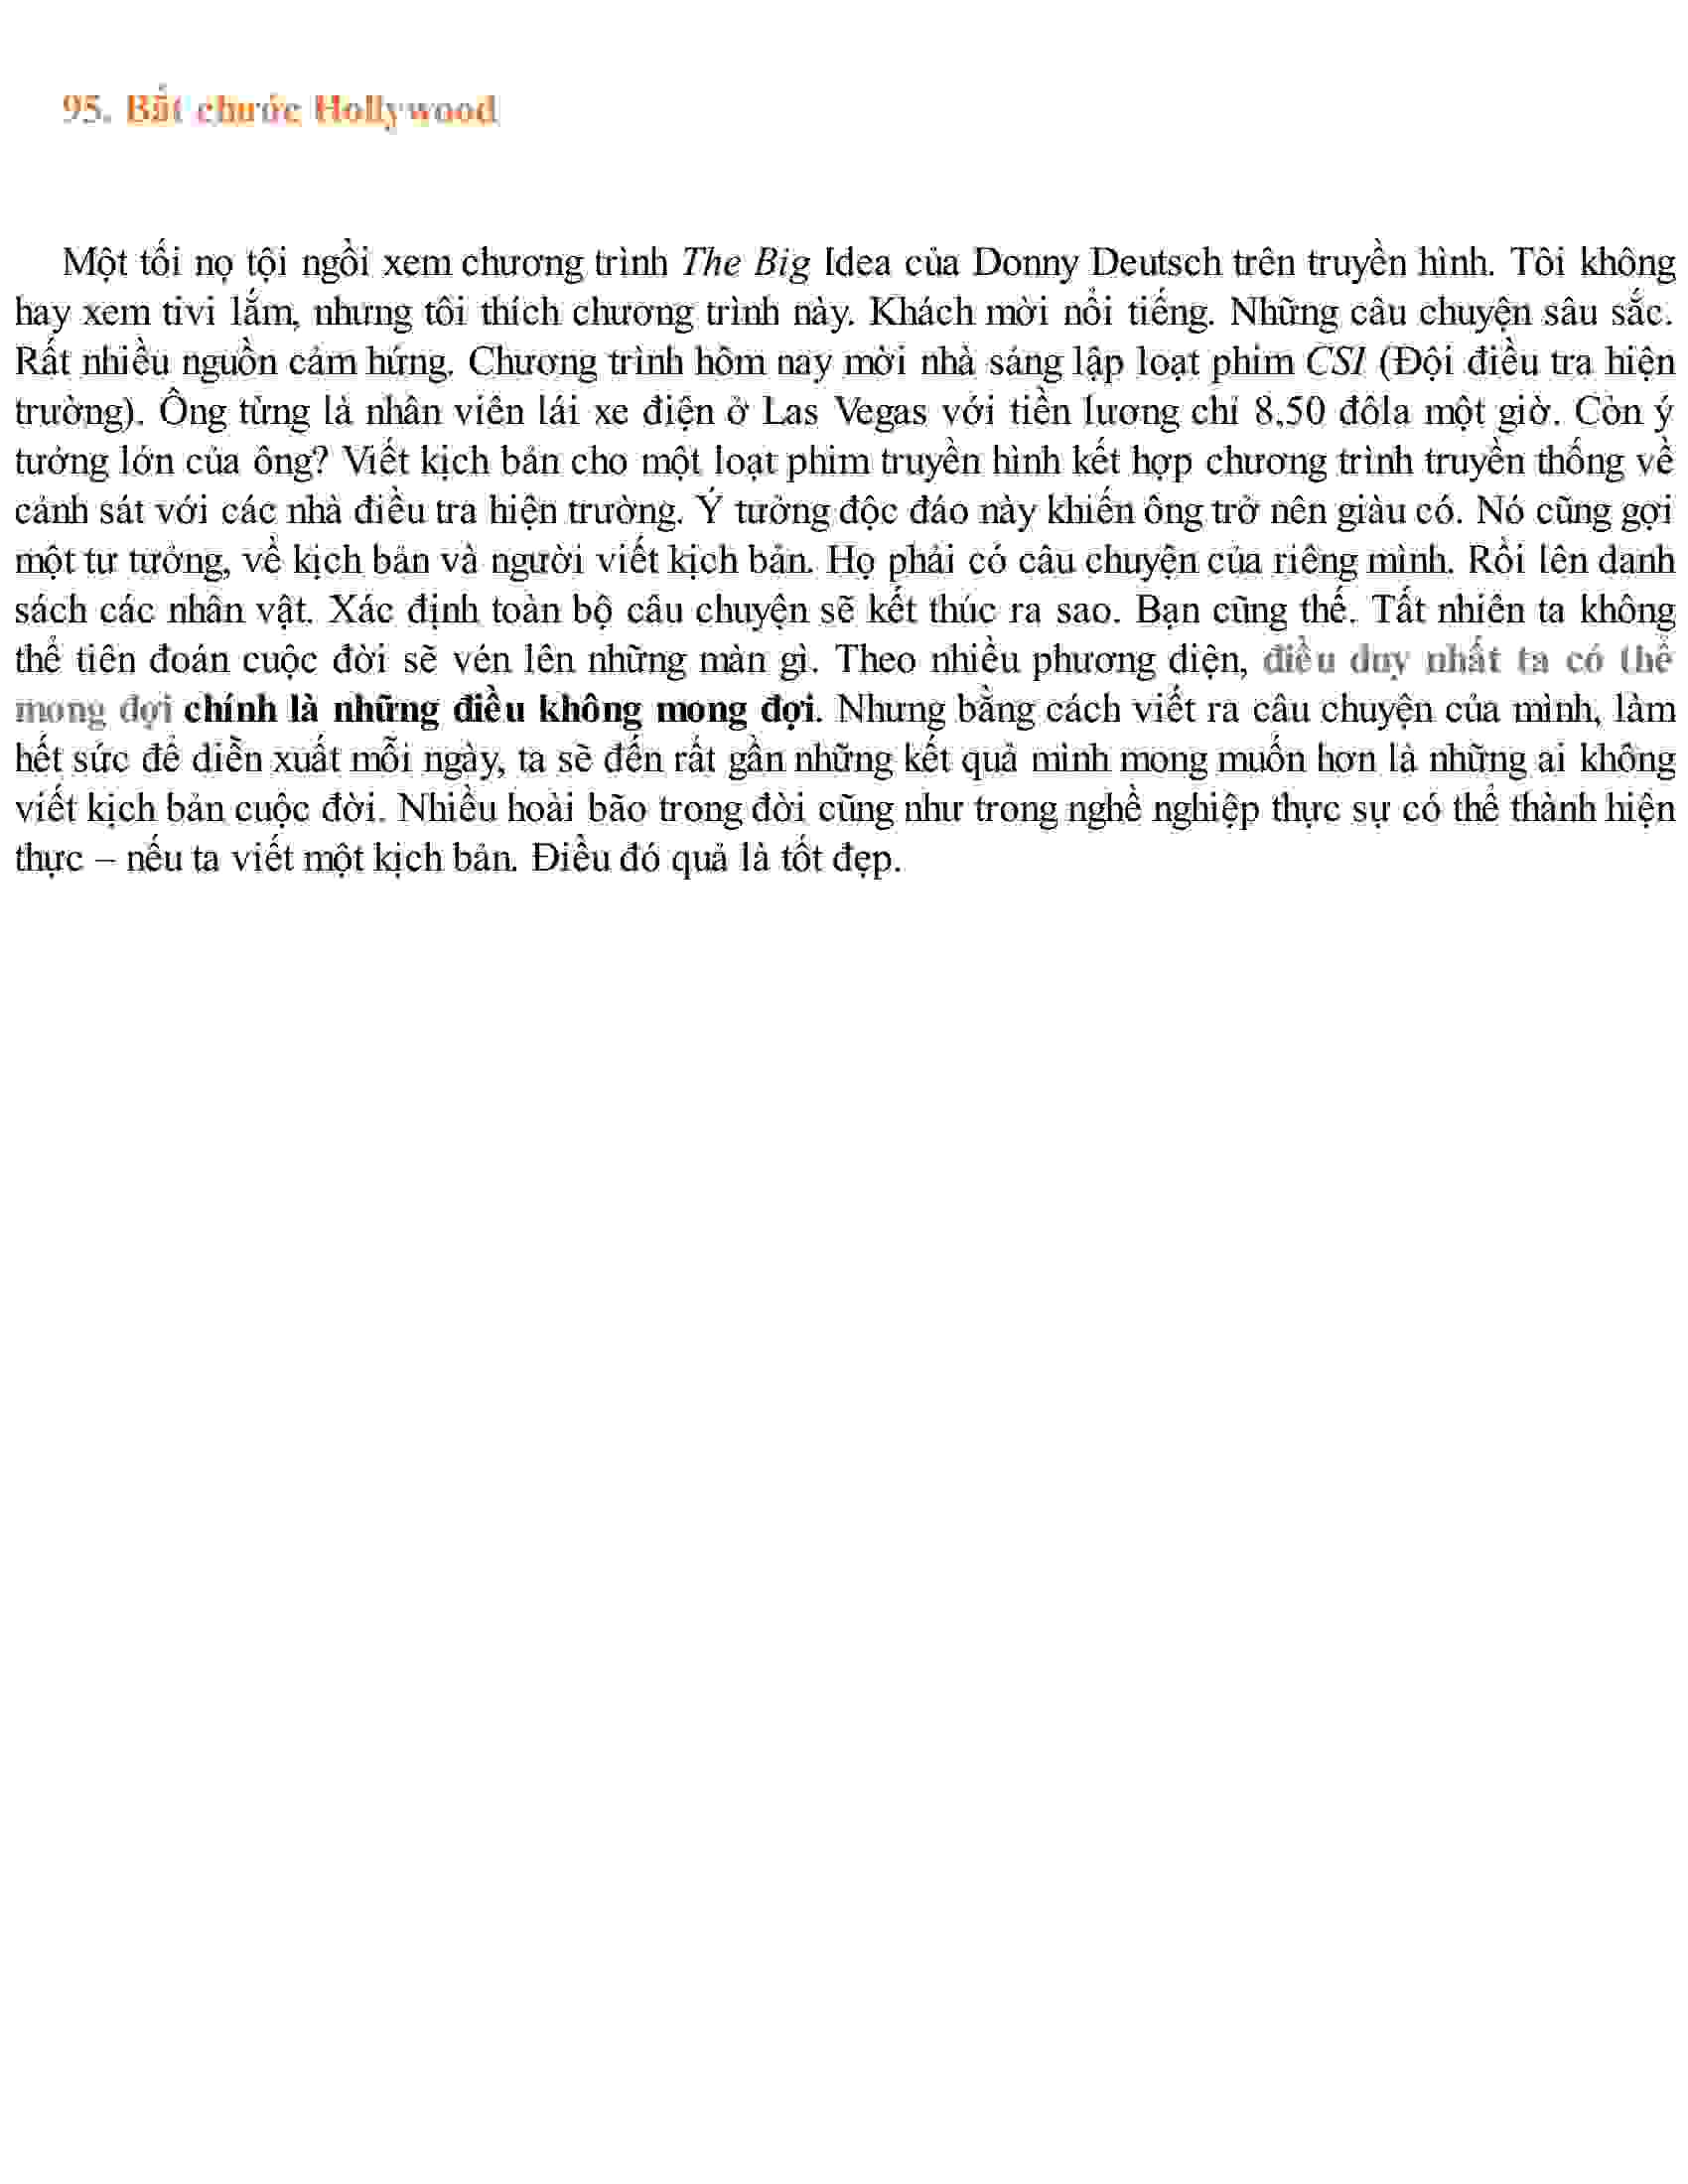 95. Bắt chước Hollywood
Một tối nọ tôi ngồi xem chương trình The Big Idea của Donny Deutsch trên truyền hình. Tôi không
hay xem tivi lắm, nhưng tôi thích chương trình này. Khách mời nổi tiếng. Những câu chuyện sâu sắc.
Rất nhiều nguồn cảm hứng. Chương trình hôm nay mời nhà sáng lập loạt phim CSI (Đội điều tra hiện
trường). Ông từng là nhân viên lái xe điện ở Las Vegas với tiền lương chỉ 8,50 đôla một giờ. Còn ý
tưởng lớn của ông? Viết kịch bản cho một loạt phim truyền hình kết hợp chương trình truyền thống về
cảnh sát với các nhà điều tra hiện trường. Ý tưởng độc đáo này khiến ông trở nên giàu có. Nó cũng gợi
một tư tưởng, về kịch bản và người viết kịch bản. Họ phải có câu chuyện của riêng mình. Rồi lên danh
sách các nhân vật. Xác định toàn bộ câu chuyện sẽ kết thúc ra sao. Bạn cũng thế. Tất nhiên ta không
thể tiên đoán cuộc đời sẽ vén lên những màn gì. Theo nhiều phương diện, điều duy nhất ta có thể
mong đợi chính là những điều không mong đợi. Nhưng bằng cách viết ra câu chuyện của mình, làm
hết sức để diễn xuất mỗi ngày, ta sẽ đến rất gần những kết quả mình mong muốn hơn là những ai không
viết kịch bản cuộc đời. Nhiều hoài bão trong đời cũng như trong nghề nghiệp thực sự có thể thành hiện
thực – nếu ta viết một kịch bản. Điều đó quả là tốt đẹp.